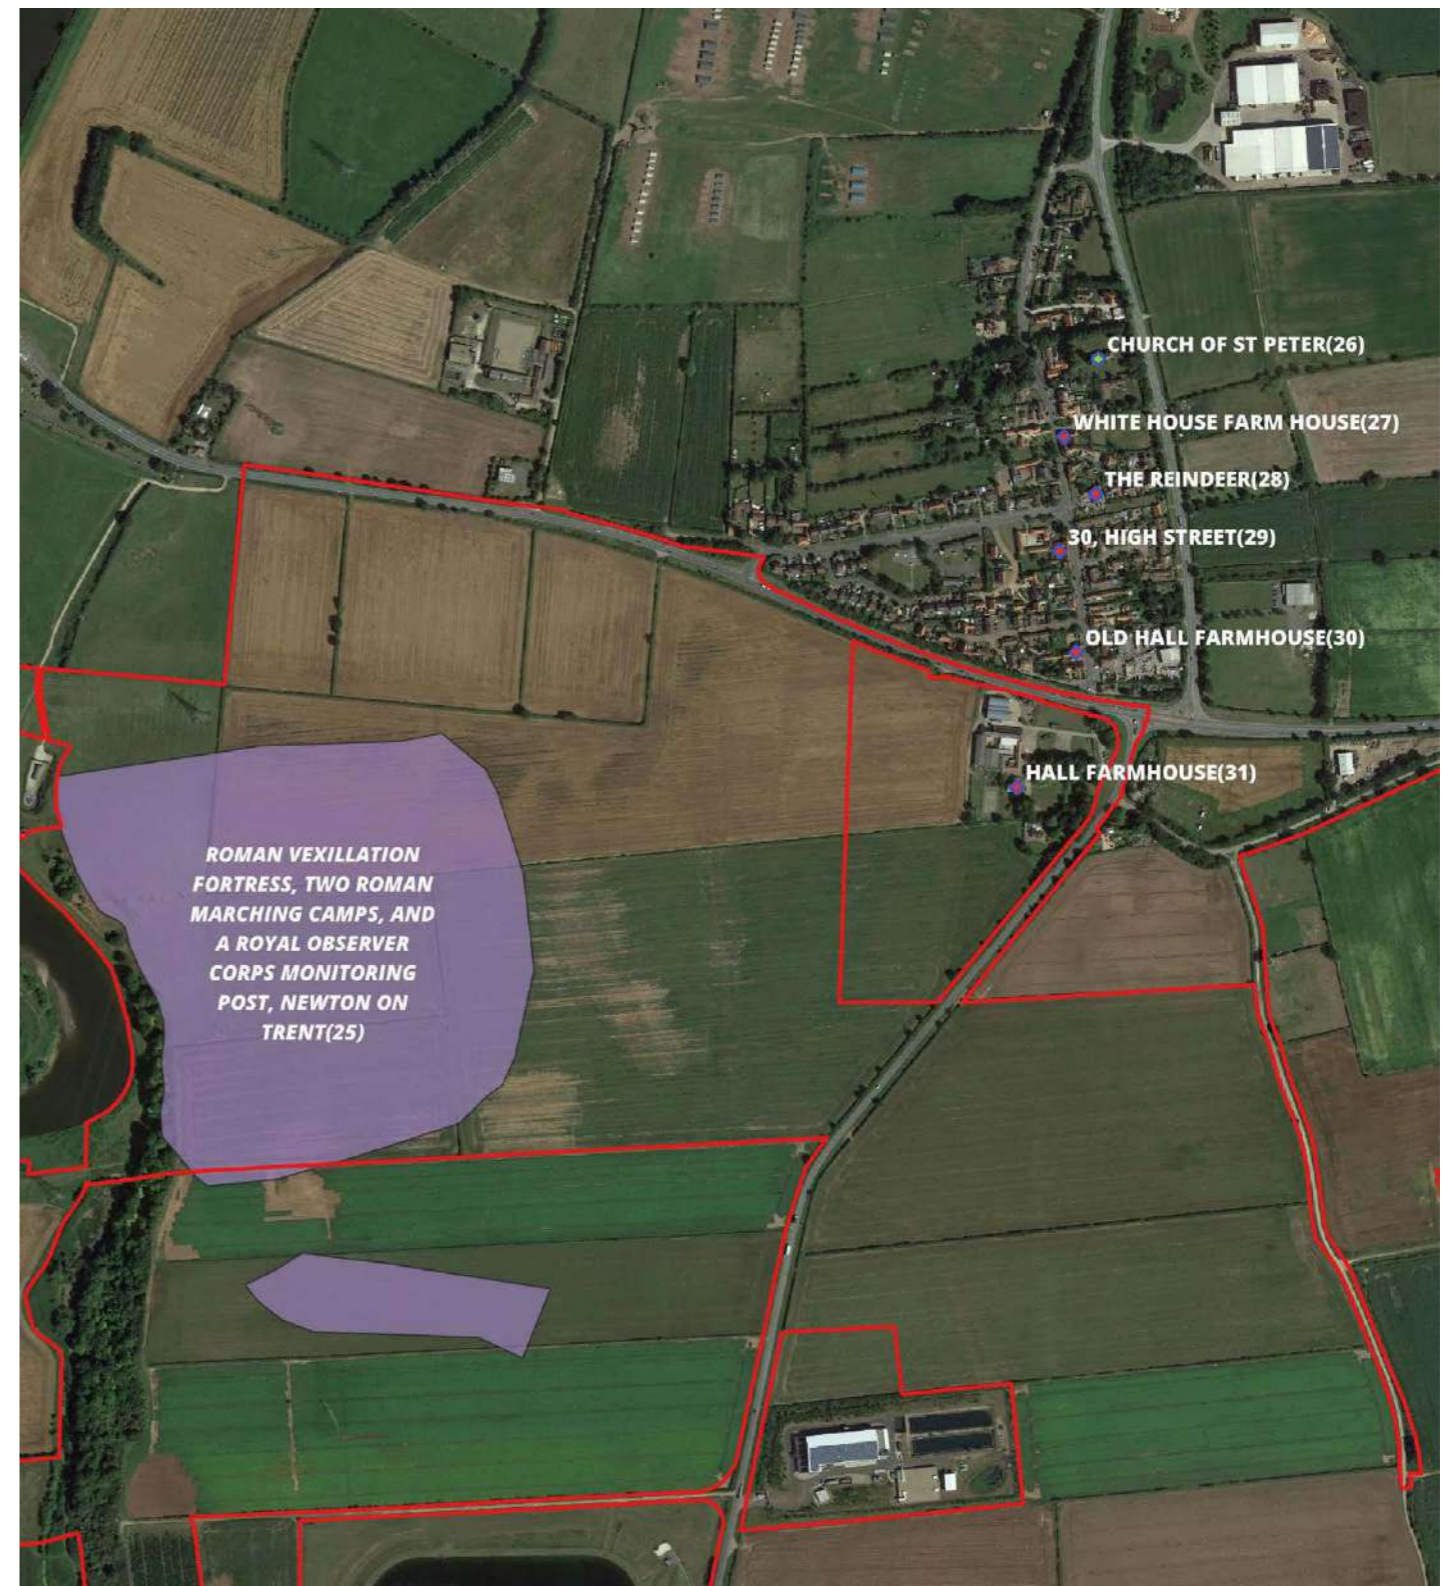 CHURCH OF ST PETER(26)
WHITE HOUSE FARM HOUSE(27)
THE REINDEER(28)
30, HIGH STREET(29)
OLD HALL FARMHOUSE(30)
HALL FARMHOUSE(31)
ROMAN VEXILLATION
FORTRESS, TWO ROMAN
MARCHING CAMPS, AND
A ROYAL OBSERVER
CORPS MONITORING
POST, NEWTON ON
TRENT(25)